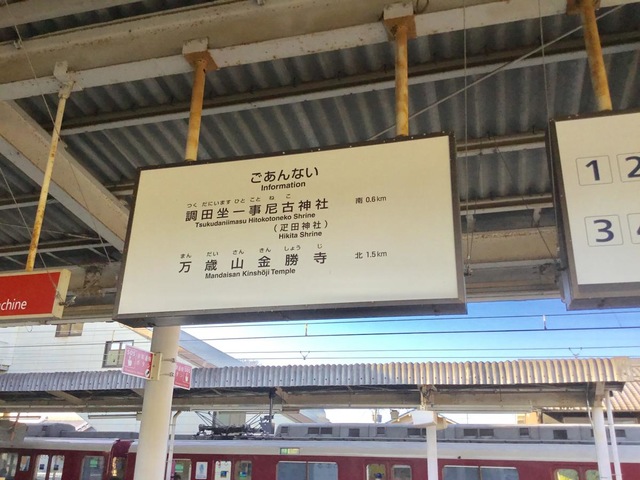 ごあんない
Information
つくだにいますひとことねこ
調田坐一事尼古神社 南 0.6km
Tsukudaniimasu Hitokotoneko Shrine
（疋田神社）
Hikita Shrine
まんだいさんきんしょうじ
万歳山金勝寺 北 1.5km
Mandaisan Kinshōji Temple
1 2
3 4
chine